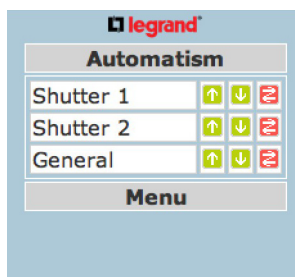 legrand
Automatism
Shutter 1
Shutter 2
General
Menu